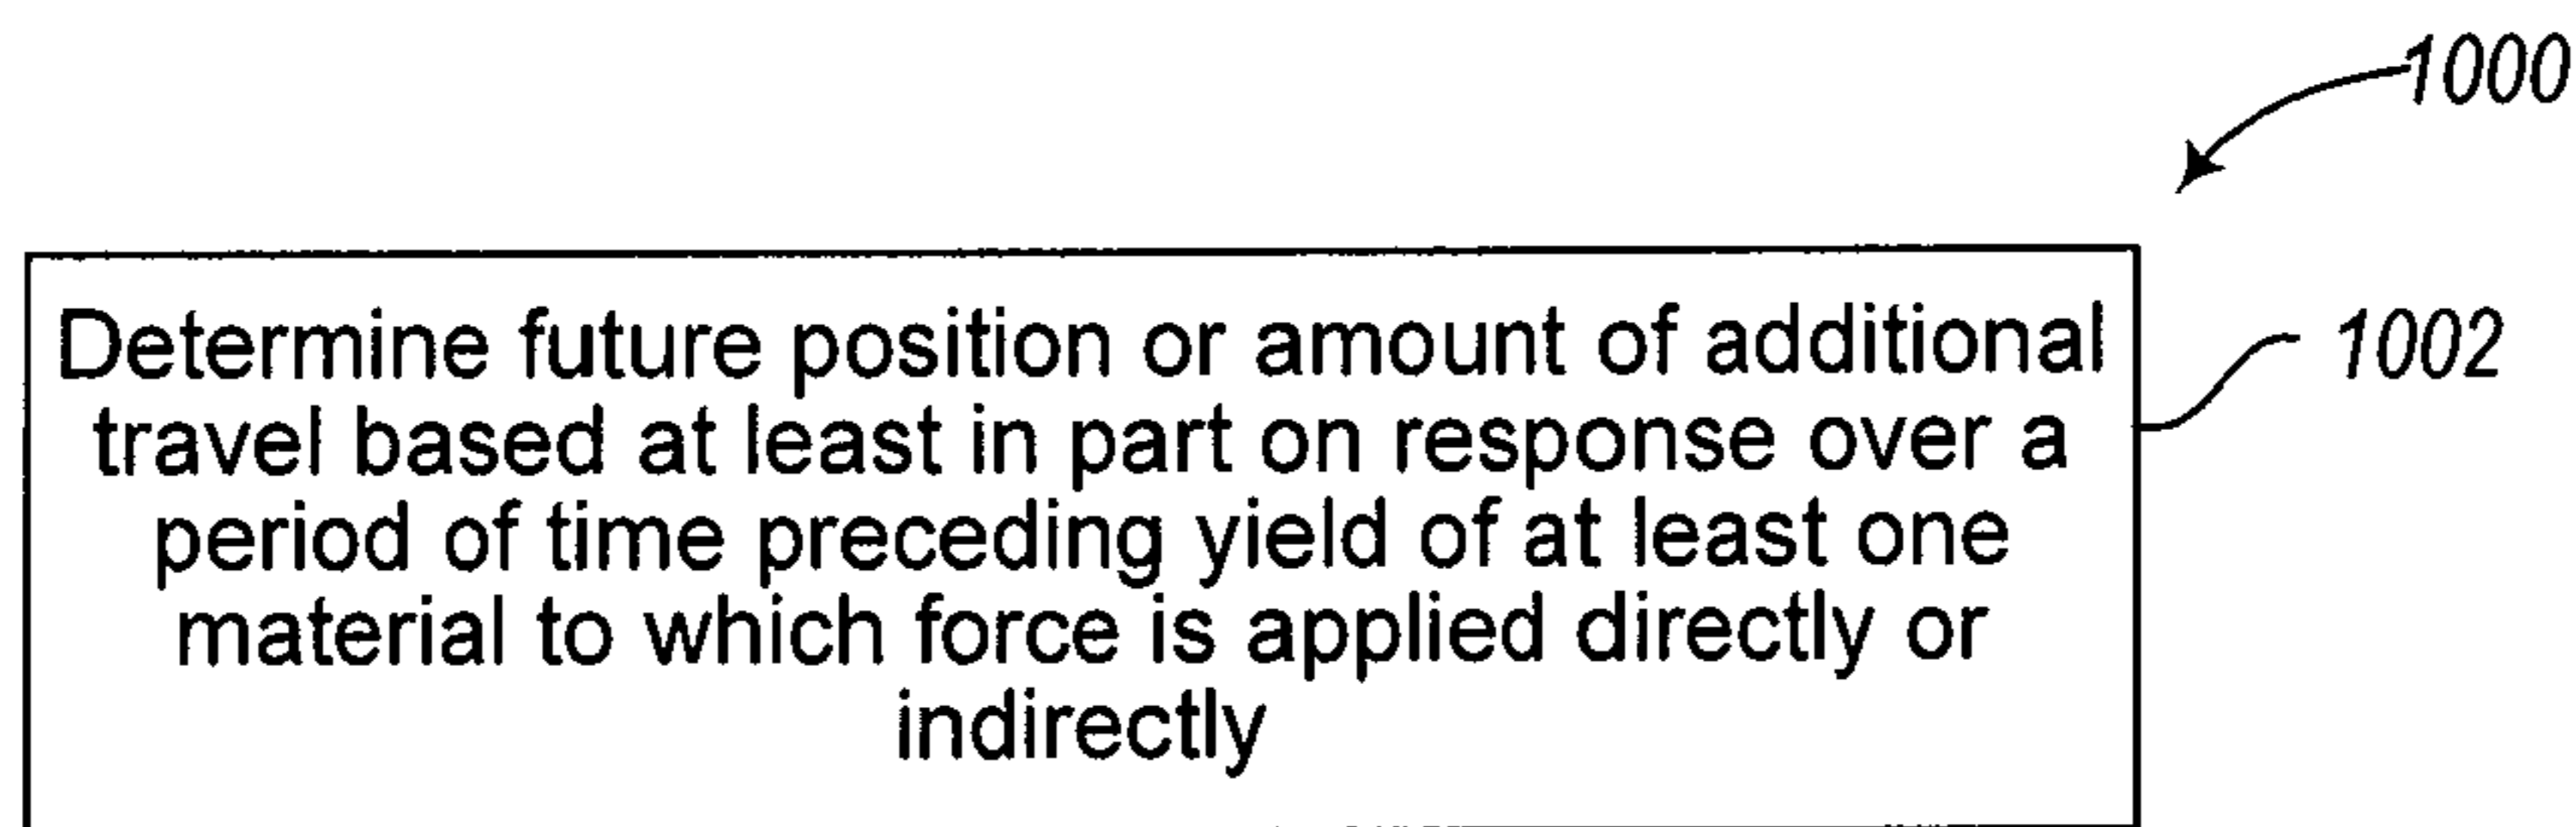 1000
Determine future position or amount of additional
travel based at least in part on response over a
period of time preceding yield of at least one
material to which force is applied directly or
indirectly
1002